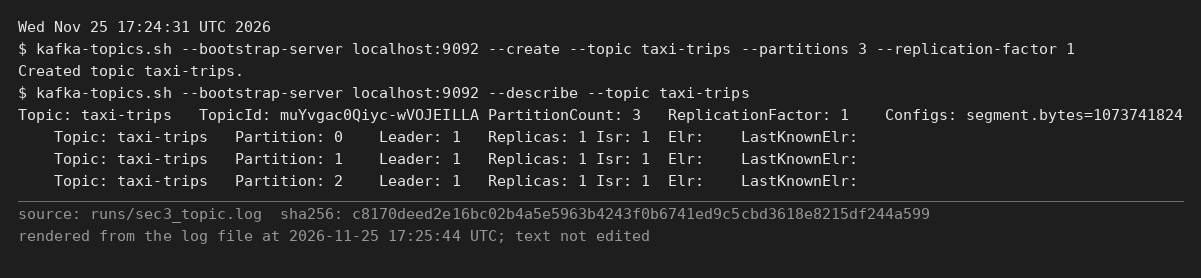 Wed Nov 25 17:24:31 UTC 2026
$ kafka-topics.sh --bootstrap-server localhost:9092 --create --topic taxi-trips --partitions 3 --replication-factor 1
Created topic taxi-trips.
$ kafka-topics.sh --bootstrap-server localhost:9092 --describe --topic taxi-trips
Topic: taxi-trips   TopicId: muYvgac0Qiyc-wVOJEILLA PartitionCount: 3   ReplicationFactor: 1    Configs: segment.bytes=1073741824
    Topic: taxi-trips   Partition: 0    Leader: 1   Replicas: 1 Isr: 1  Elr:    LastKnownElr:
    Topic: taxi-trips   Partition: 1    Leader: 1   Replicas: 1 Isr: 1  Elr:    LastKnownElr:
    Topic: taxi-trips   Partition: 2    Leader: 1   Replicas: 1 Isr: 1  Elr:    LastKnownElr:
source: runs/sec3_topic.log  sha256: c8170deed2e16bc02b4a5e5963b4243f0b6741ed9c5cbd3618e8215df244a599
rendered from the log file at 2026-11-25 17:25:44 UTC; text not edited